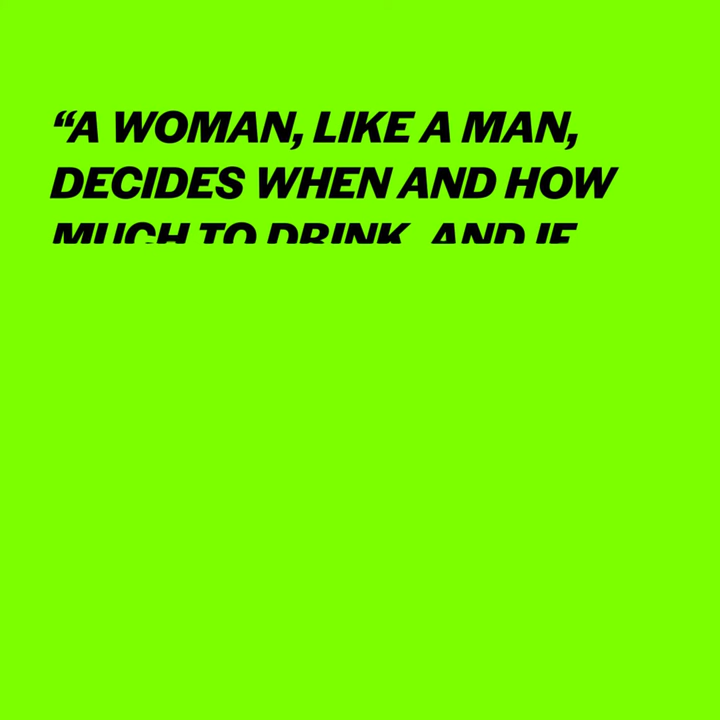 “A WOMAN, LIKE A MAN,
DECIDES WHEN AND HOW
MUCH TO DRINK, AND IF